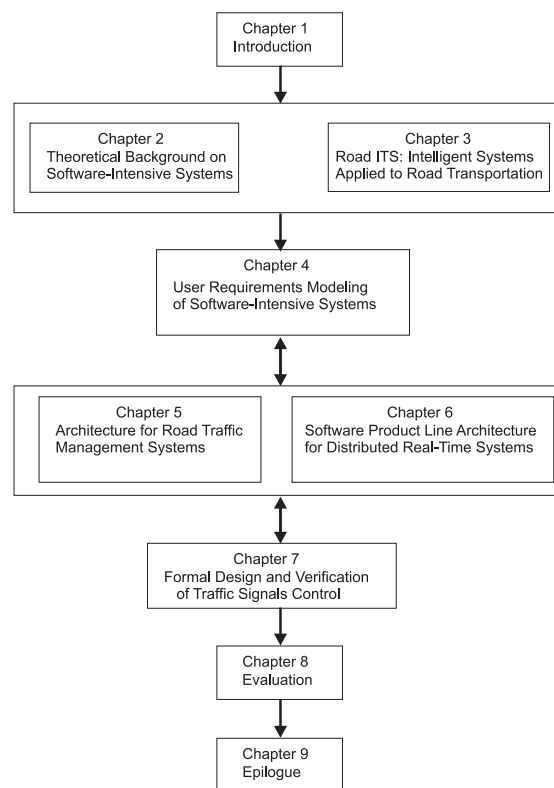 Chapter 1
Introduction
Chapter 2
Theoretical Background on
Software-Intensive Systems
Chapter 3
Road ITS: Intelligent Systems
Applied to Road Transportation
Chapter 4
User Requirements Modeling
of Software-Intensive Systems
Chapter 5
Architecture for Road Traffic
Management Systems
Chapter 6
Software Product Line Architecture
for Distributed Real-Time Systems
Chapter 7
Formal Design and Verification
of Traffic Signals Control
Chapter 8
Evaluation
Chapter 9
Epilogue